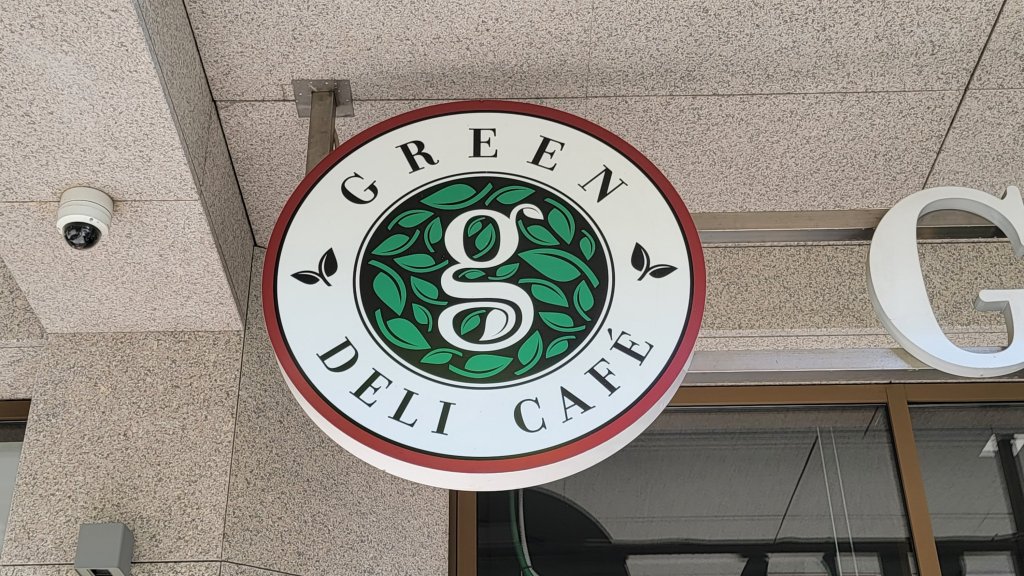 GREEN
g
DELI CAFÉ
G